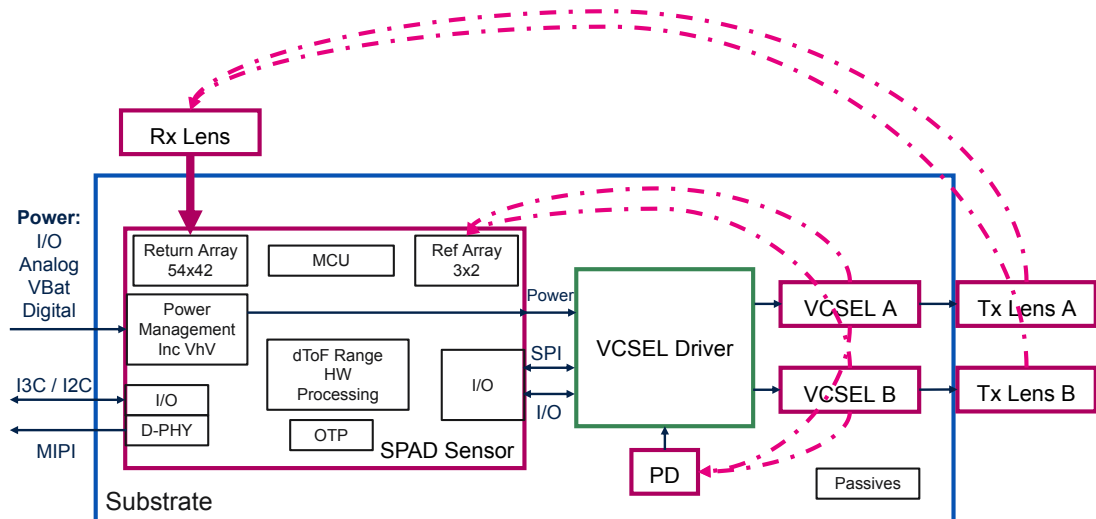 Rx Lens
Power:
I/O
Analog
VBat
Digital
I3C / I2C
MIPI
Return Array
54x42
MCU
Ref Array
3x2
Power
Management
Inc VhV
dToF Range
HW
Processing
I/O
I/O
D-PHY
OTP
SPAD Sensor
Power
SPI
I/O
VCSEL Driver
VCSEL A
Tx Lens A
VCSEL B
Tx Lens B
PD
Passives
Substrate